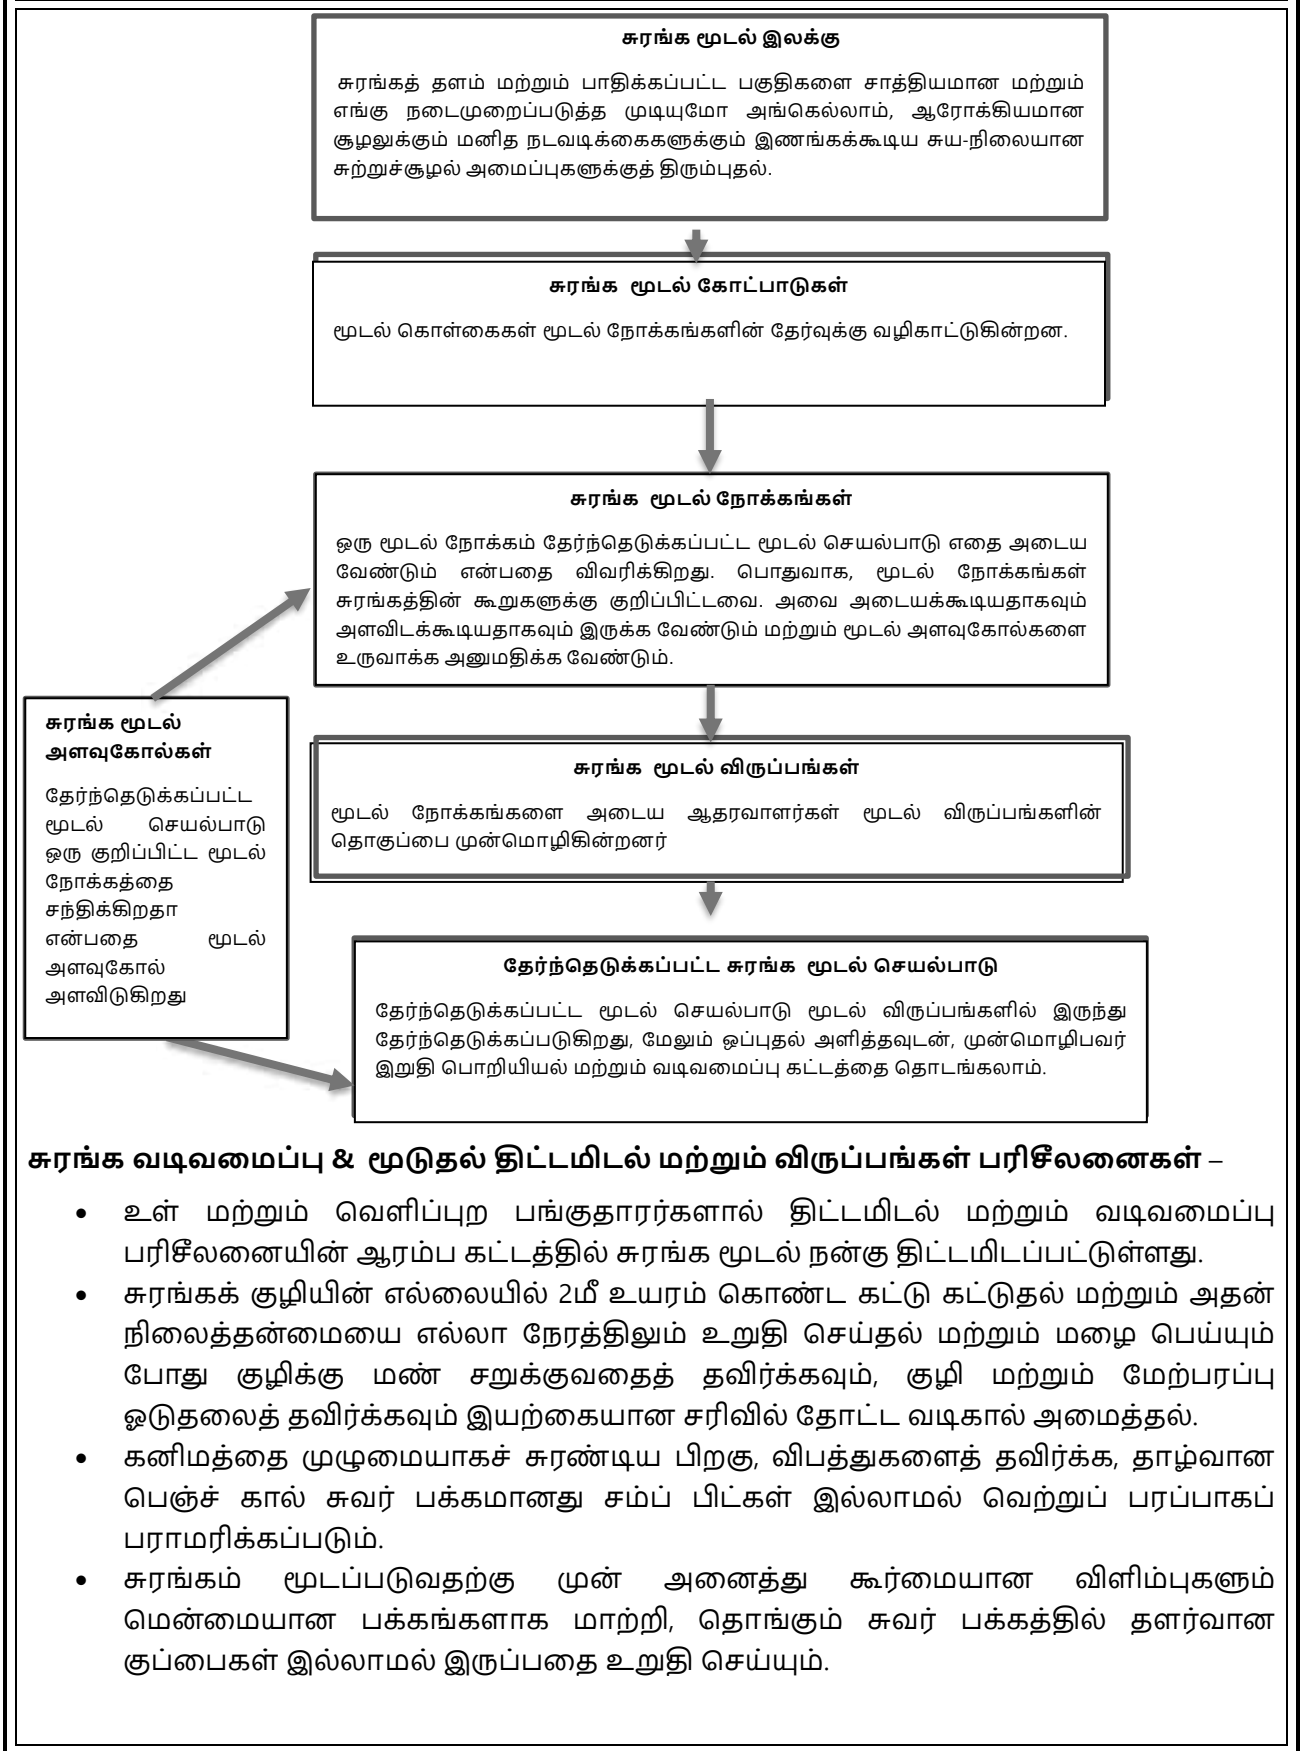 சுரங்க மூடல் இலக்கு
சுரங்கத் தளம் மற்றும் பாதிக்கப்பட்ட பகுதிகளை சாத்தியமான மற்றும்
எங்கு நடைமுறைப்படுத்த முடியுமோ அங்கெல்லாம், ஆரோக்கியமான
சூழலுக்கும் மனித நடவடிக்கைகளுக்கும் இணங்கக்கூடிய சுய-நிலையான
சுற்றுச்சூழல் அமைப்புகளுக்குத் திரும்புதல்.
சுரங்க மூடல் கோட்பாடுகள்
மூடல் கொள்கைகள் மூடல் நோக்கங்களின் தேர்வுக்கு வழிகாட்டுகின்றன.
சுரங்க மூடல் நோக்கங்கள்
ஒரு மூடல் நோக்கம் தேர்ந்தெடுக்கப்பட்ட மூடல் செயல்பாடு எதை அடைய
வேண்டும் என்பதை விவரிக்கிறது. பொதுவாக, மூடல் நோக்கங்கள்
சுரங்கத்தின் கூறுகளுக்கு குறிப்பிட்டவை. அவை அடையக்கூடியதாகவும்
அளவிடக்கூடியதாகவும் இருக்க வேண்டும் மற்றும் மூடல் அளவுகோல்களை
உருவாக்க அனுமதிக்க வேண்டும்.
சுரங்க மூடல்
அளவுகோல்கள்
தேர்ந்தெடுக்கப்பட்ட
மூடல் செயல்பாடு
ஒரு குறிப்பிட்ட மூடல்
நோக்கத்தை
சந்திக்கிறதா
என்பதை மூடல்
அளவுகோல்
அளவிடுகிறது
சுரங்க மூடல் விருப்பங்கள்
மூடல் நோக்கங்களை அடைய ஆதரவாளர்கள் மூடல் விருப்பங்களின்
தொகுப்பை முன்மொழிகின்றனர்
தேர்ந்தெடுக்கப்பட்ட சுரங்க மூடல் செயல்பாடு
தேர்ந்தெடுக்கப்பட்ட மூடல் செயல்பாடு மூடல் விருப்பங்களில் இருந்து
தேர்ந்தெடுக்கப்படுகிறது, மேலும் ஒப்புதல் அளித்தவுடன், முன்மொழிபவர்
இறுதி பொறியியல் மற்றும் வடிவமைப்பு கட்டத்தை தொடங்கலாம்.
சுரங்க வடிவமைப்பு & மூடுதல் திட்டமிடல் மற்றும் விருப்பங்கள் பரிசீலனைகள் –
• உள் மற்றும் வெளிப்புற பங்குதாரர்களால் திட்டமிடல் மற்றும் வடிவமைப்பு
பரிசீலனையின் ஆரம்ப கட்டத்தில் சுரங்க மூடல் நன்கு திட்டமிடப்பட்டுள்ளது.
• சுரங்கக் குழியின் எல்லையில் 2மீ உயரம் கொண்ட கட்டு கட்டுதல் மற்றும் அதன்
நிலைத்தன்மையை எல்லா நேரத்திலும் உறுதி செய்தல் மற்றும் மழை பெய்யும்
போது குழிக்கு மண் சறுக்குவதைத் தவிர்க்கவும், குழி மற்றும் மேற்பரப்பு
ஓடுதலைத் தவிர்க்கவும் இயற்கையான சரிவில் தோட்ட வடிகால் அமைத்தல்.
• கனிமத்தை முழுமையாகச் சுரண்டிய பிறகு, விபத்துகளைத் தவிர்க்க, தாழ்வான
பெஞ்ச் கால் சுவர் பக்கமானது சம்ப் பிட்கள் இல்லாமல் வெற்றுப் பரப்பாகப்
பராமரிக்கப்படும்.
• சுரங்கம் மூடப்படுவதற்கு முன் அனைத்து கூர்மையான விளிம்புகளும்
மென்மையான பக்கங்களாக மாற்றி, தொங்கும் சுவர் பக்கத்தில் தளர்வான
குப்பைகள் இல்லாமல் இருப்பதை உறுதி செய்யும்.